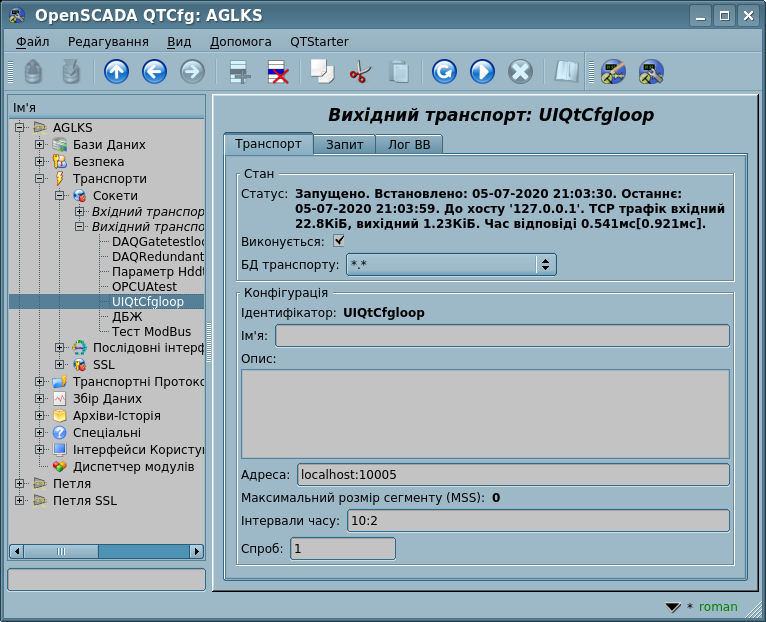 OpenSCADA QTCfg: AGLKS
Файл Редагування Вид Допомога QTStarter
Ім'я
AGLKS
Бази Даних
Безпека
Транспорти
Сокети
Вхідний транспор
Вихідний транспо
DAQGatetestloc
DAQRedundant
Параметр Hddt
OPCUAtest
UIQtCfgloop
ДБЖ
Тест ModBus
Послідовні інтерф
SSL
Транспортні Протоко
Збір Даних
Архіви-Історія
Спеціальні
Інтерфейси Користу
Диспетчер модулів
Петля
Петля SSL
Вихідний транспорт: UIQtCfgloop
Транспорт Запит Лог ВВ
Стан
Статус: Запущено. Встановлено: 05-07-2020 21:03:30. Останнє:
05-07-2020 21:03:59. До хосту '127.0.0.1'. TCP трафік вхідний
22.8КіБ, вихідний 1.23КіБ. Час відповіді 0.541мс[0.921мс].
Виконується:
БД транспорту: *.*
Конфігурація
Ідентифікатор: UIQtCfgloop
Ім'я:
Опис:
Адреса: localhost:10005
Максимальний розмір сегменту (MSS): 0
Інтервали часу: 10:2
Спроб: 1
* roman